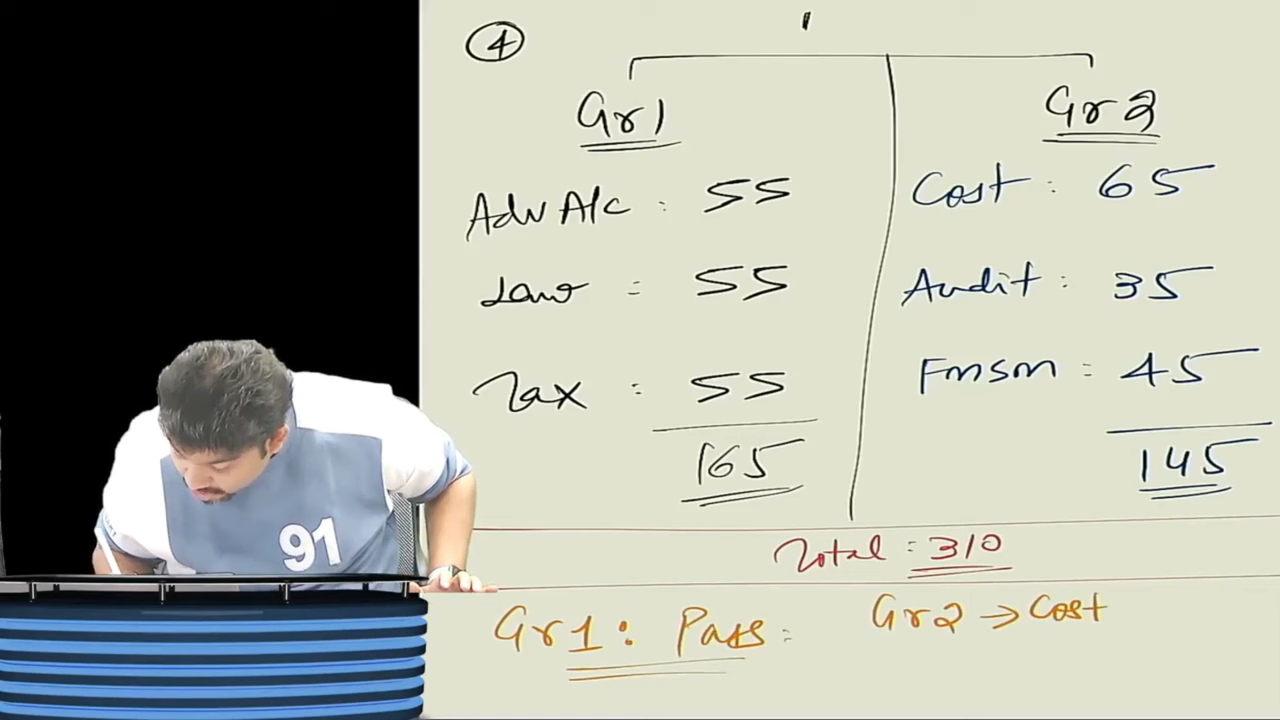 4
Gr1
Adv A/c : 55
Law = 55
Tax : 55
165
Gr2
Cost : 65
Audit : 35
Fmsm = 45
145
Total : 310
Gr1 : Pass :
Gr2 → Cost
91